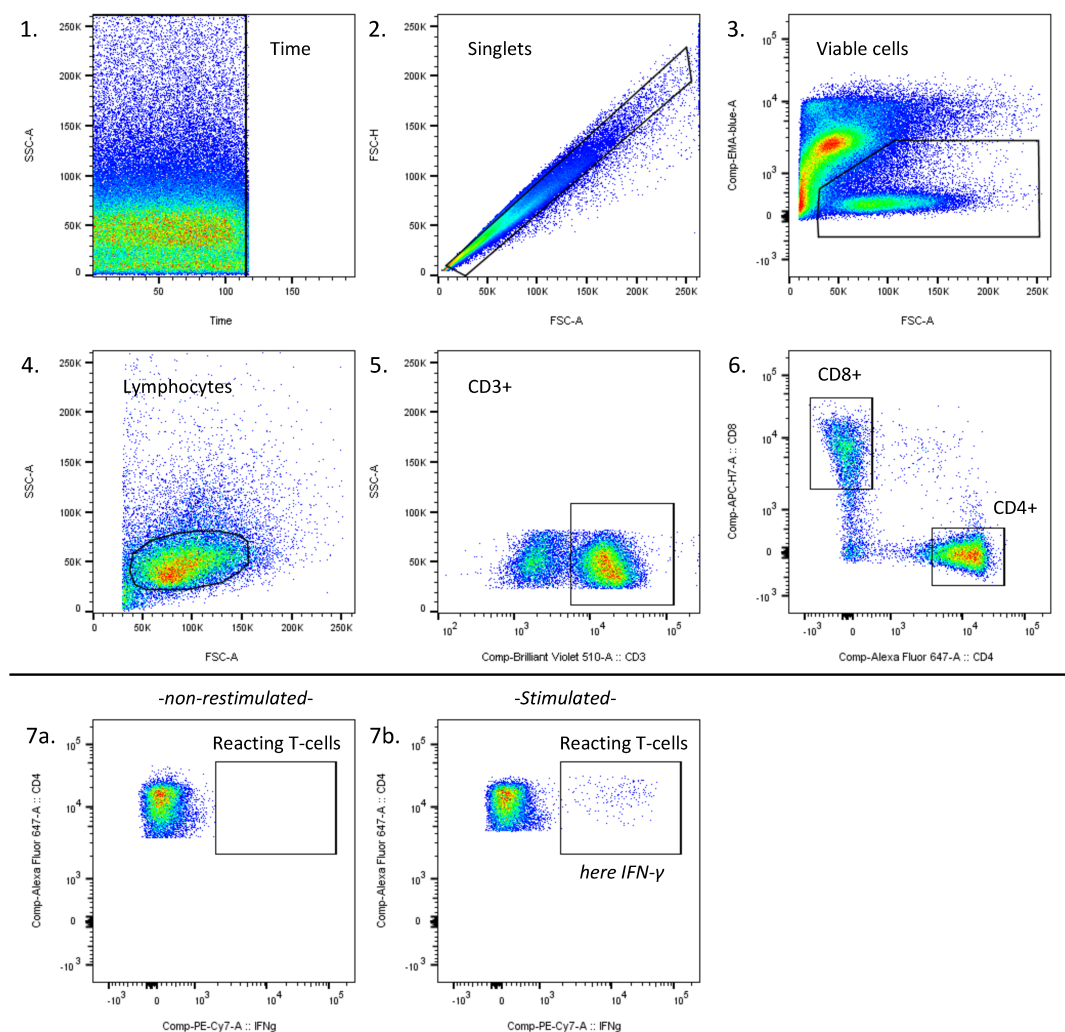 1.
Time
250K
200K
150K
100K
50K
0
SSC-A
50
100
150
Time
2.
Singlets
250K
200K
150K
100K
50K
0
FSC-H
0
50K
100K
150K
200K
250K
FSC-A
3.
Viable cells
10^5
10^4
10^3
0
-10^3
Comp-EMA-blue-A
0
50K
100K
150K
200K
250K
FSC-A
4.
Lymphocytes
250K
200K
150K
100K
50K
0
SSC-A
0
50K
100K
150K
200K
250K
FSC-A
5.
CD3+
250K
200K
150K
100K
50K
0
SSC-A
10^2
10^3
10^4
10^5
Comp-Brilliant Violet 510-A :: CD3
6.
CD8+
CD4+
10^5
10^4
10^3
0
-10^3
Comp-APC-H7-A :: CD8
-10^3
0
10^3
10^4
10^5
Comp-Alexa Fluor 647-A :: CD4
-non-restimulated-
7a.
Reacting T-cells
10^5
10^4
10^3
0
-10^3
Comp-Alexa Fluor 647-A :: CD4
-10^3
0
10^3
10^4
10^5
Comp-PE-Cy7-A :: IFNg
-Stimulated-
7b.
Reacting T-cells
here IFN-γ
10^5
10^4
10^3
0
-10^3
Comp-Alexa Fluor 647-A :: CD4
-10^3
0
10^3
10^4
10^5
Comp-PE-Cy7-A :: IFNg